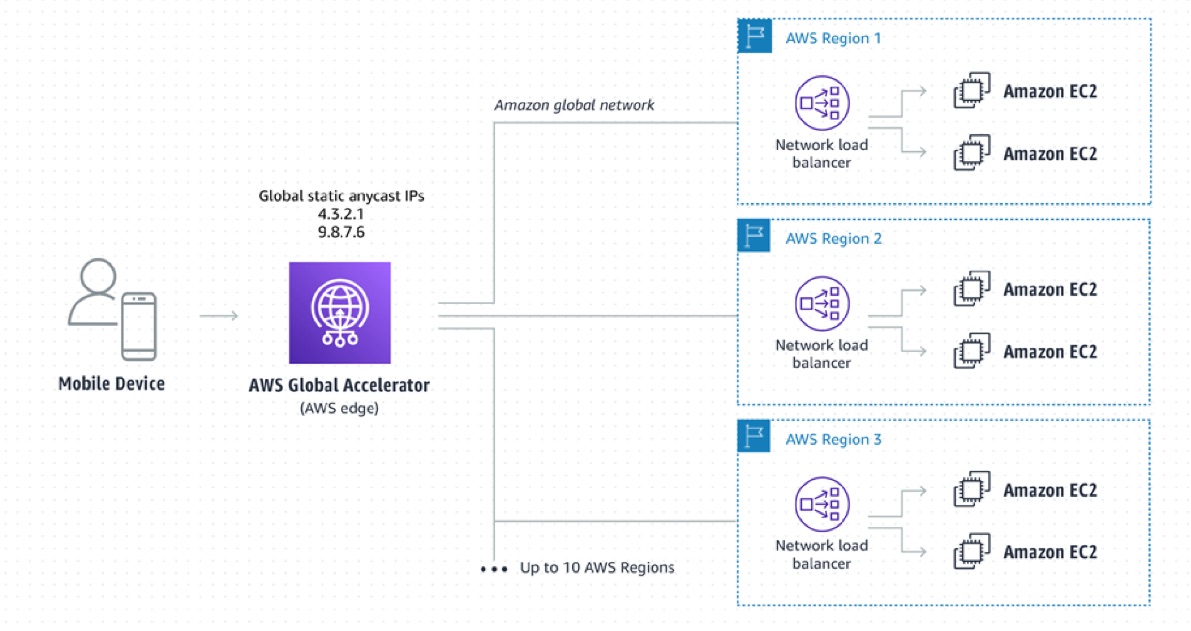 Mobile Device
Global static anycast IPs
4.3.2.1
9.8.7.6
AWS Global Accelerator
(AWS edge)
Amazon global network
••• Up to 10 AWS Regions
AWS Region 1
Network load
balancer
Amazon EC2
Amazon EC2
AWS Region 2
Network load
balancer
Amazon EC2
Amazon EC2
AWS Region 3
Network load
balancer
Amazon EC2
Amazon EC2